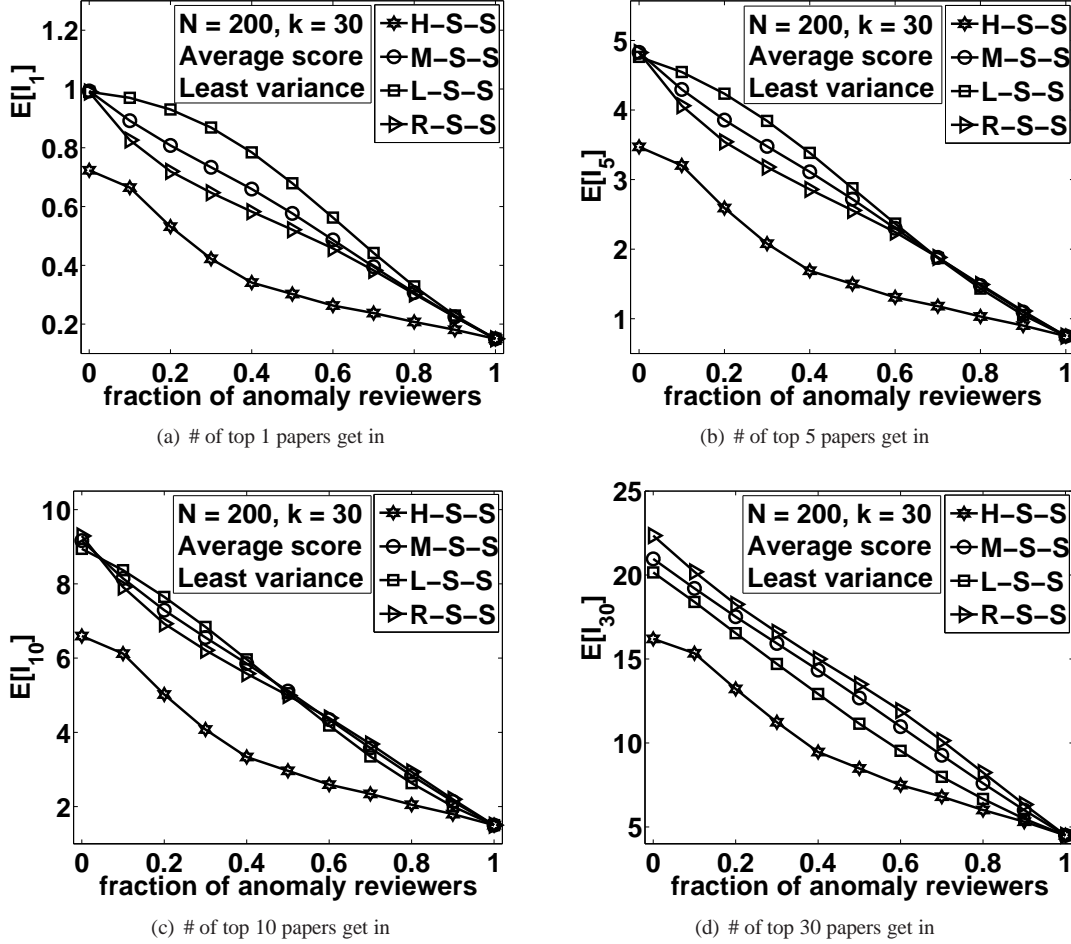 N = 200, k = 30
Average score
Least variance
H-S-S
M-S-S
L-S-S
R-S-S
E[I1]
1.2
1
0.8
0.6
0.4
0.2
0 0.2 0.4 0.6 0.8 1
fraction of anomaly reviewers
(a) # of top 1 papers get in
N = 200, k = 30
Average score
Least variance
H-S-S
M-S-S
L-S-S
R-S-S
E[I5]
5
4
3
2
1
0 0.2 0.4 0.6 0.8 1
fraction of anomaly reviewers
(b) # of top 5 papers get in
N = 200, k = 30
Average score
Least variance
H-S-S
M-S-S
L-S-S
R-S-S
E[I10]
10
8
6
4
2
0 0.2 0.4 0.6 0.8 1
fraction of anomaly reviewers
(c) # of top 10 papers get in
N = 200, k = 30
Average score
Least variance
H-S-S
M-S-S
L-S-S
R-S-S
E[I30]
25
20
15
10
5
0 0.2 0.4 0.6 0.8 1
fraction of anomaly reviewers
(d) # of top 30 papers get in